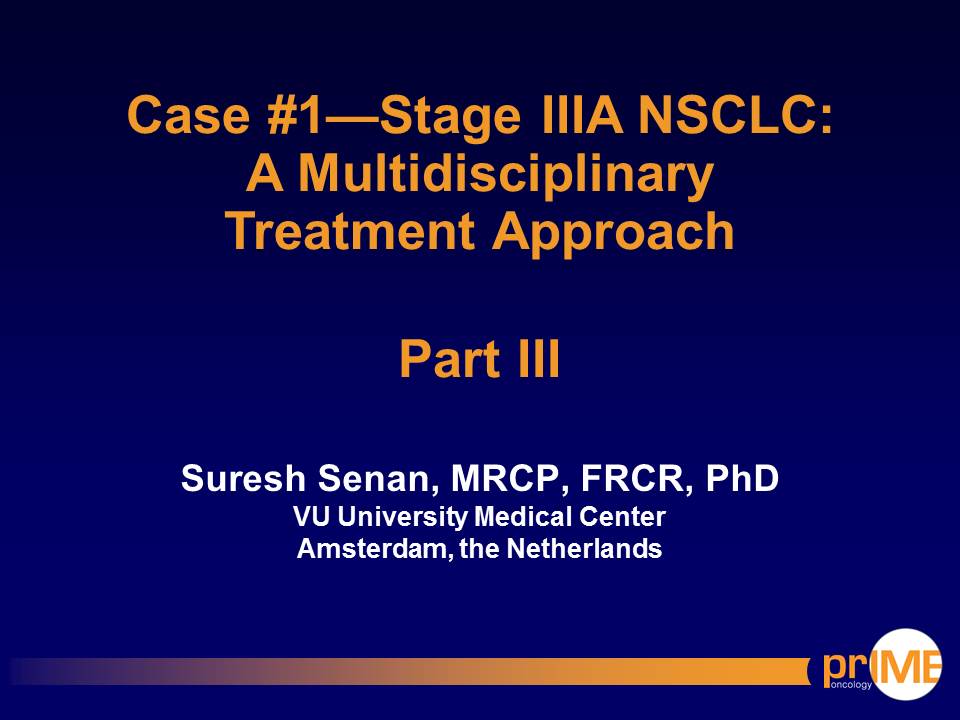 Case #1—Stage IIIA NSCLC:
A Multidisciplinary
Treatment Approach
Part III
Suresh Senan, MRCP, FRCR, PhD
VU University Medical Center
Amsterdam, the Netherlands
prIME
oncology